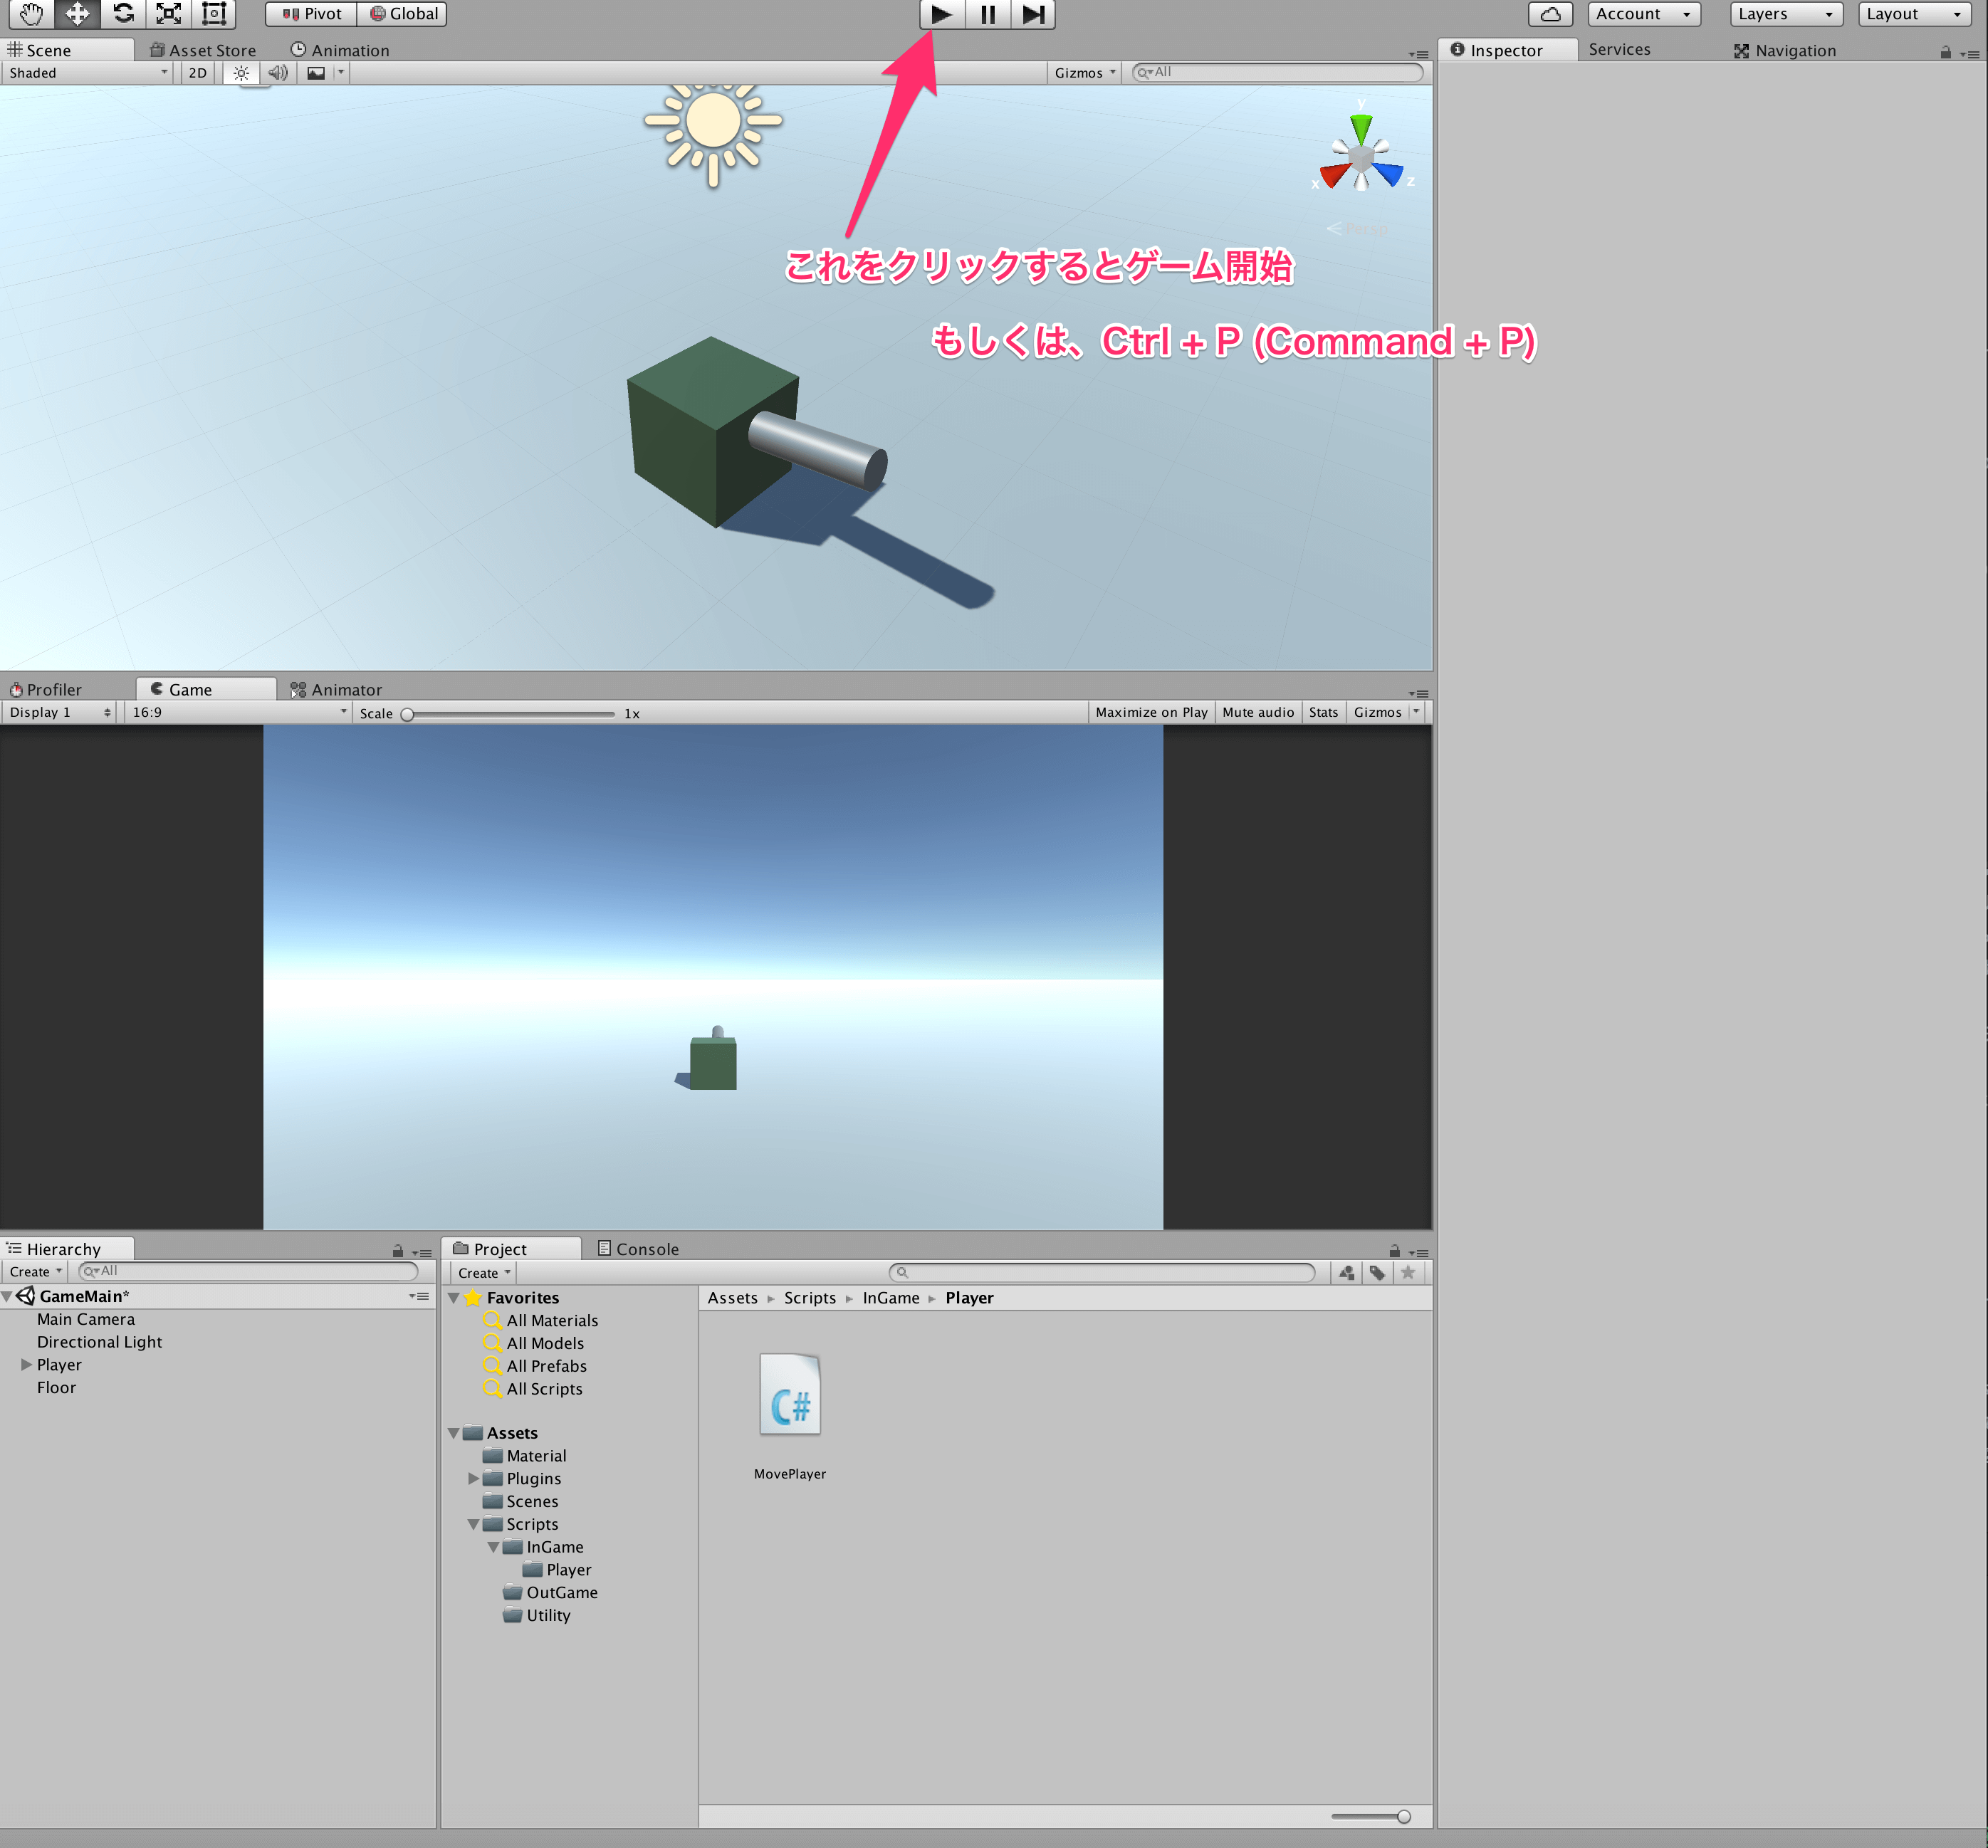 Pivot Global Account Layers Layout
Scene Asset Store Animation Inspector Services Navigation
Shaded 2D Gizmos All
y
x z
Persp
これをクリックするとゲーム開始
もしくは、Ctrl + P (Command + P)
Profiler Game Animator
Display 1 16:9 Scale 1x Maximize on Play Mute audio Stats Gizmos
Hierarchy
Create All
GameMain*
Main Camera
Directional Light
Player
Floor
Project Console
Create
Favorites
All Materials
All Models
All Prefabs
All Scripts
Assets
Material
Plugins
Scenes
Scripts
InGame
Player
OutGame
Utility
Assets Scripts InGame Player
C#
MovePlayer